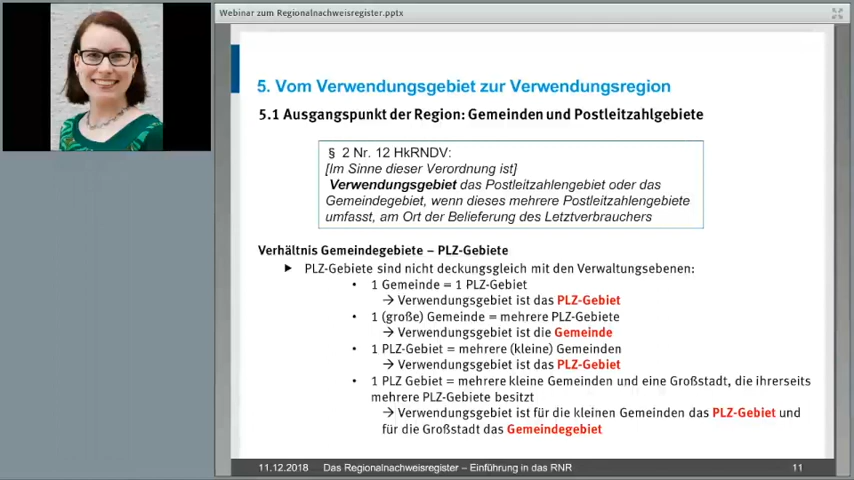 Webinar zum Regionalnachweisregister.pptx
5. Vom Verwendungsgebiet zur Verwendungsregion
5.1 Ausgangspunkt der Region: Gemeinden und Postleitzahlgebiete
§ 2 Nr. 12 HkRNDV:
[Im Sinne dieser Verordnung ist]
Verwendungsgebiet das Postleitzahlengebiet oder das
Gemeindegebiet, wenn dieses mehrere Postleitzahlengebiete
umfasst, am Ort der Belieferung des Letztverbrauchers
Verhältnis Gemeindegebiete – PLZ-Gebiete
► PLZ-Gebiete sind nicht deckungsgleich mit den Verwaltungsebenen:
• 1 Gemeinde = 1 PLZ-Gebiet
→ Verwendungsgebiet ist das PLZ-Gebiet
• 1 (große) Gemeinde = mehrere PLZ-Gebiete
→ Verwendungsgebiet ist die Gemeinde
• 1 PLZ-Gebiet = mehrere (kleine) Gemeinden
→ Verwendungsgebiet ist das PLZ-Gebiet
• 1 PLZ Gebiet = mehrere kleine Gemeinden und eine Großstadt, die ihrerseits
mehrere PLZ-Gebiete besitzt
→ Verwendungsgebiet ist für die kleinen Gemeinden das PLZ-Gebiet und
für die Großstadt das Gemeindegebiet
11.12.2018 Das Regionalnachweisregister – Einführung in das RNR 11